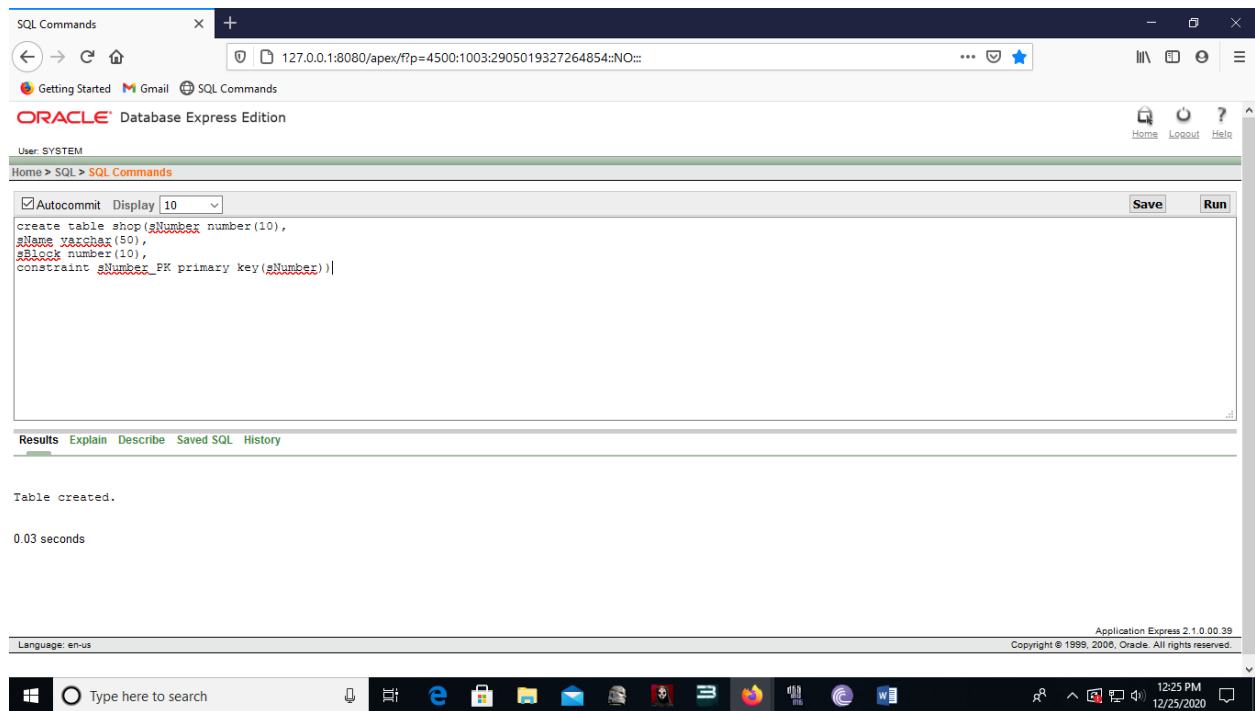 SQL Commands
127.0.0.1:8080/apex/f?p=4500:1003:2905019327264854::NO:::
Getting Started Gmail SQL Commands
ORACLE Database Express Edition
Home Logout Help
User: SYSTEM
Home > SQL > SQL Commands
Autocommit Display 10 Save Run
create table shop(sNumber number(10),
sName varchar(50),
sBlock number(10),
constraint sNumber_PK primary key(sNumber))
Results Explain Describe Saved SQL History
Table created.
0.03 seconds
Application Express 2.1.0.00.39
Language: en-us Copyright © 1999, 2006, Oracle. All rights reserved.
Type here to search
12:25 PM
12/25/2020